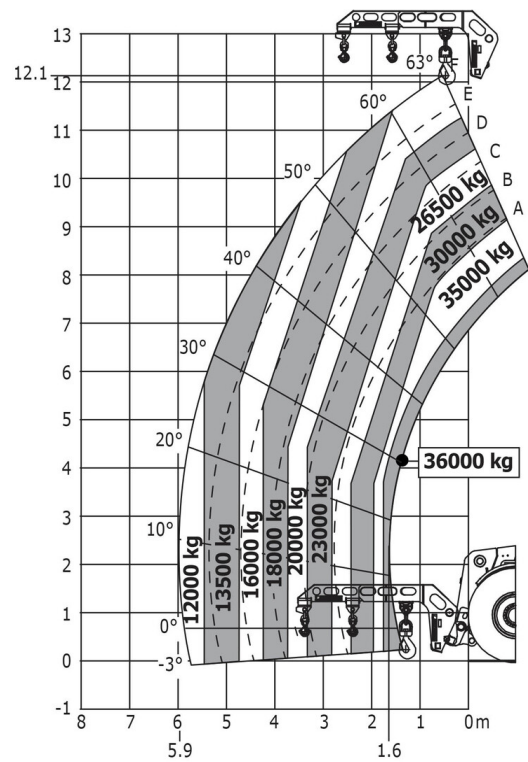 13
12.1
12
11
10
9
8
7
6
5
4
3
2
1
0
-1
8 7 6 5 4 3 2 1 0 m
5.9 1.6
63°
60°
50°
40°
30°
20°
10°
0°
-3°
F
E
D
C
B
A
26500 kg
30000 kg
35000 kg
36000 kg
12000 kg
13500 kg
16000 kg
18000 kg
20000 kg
23000 kg